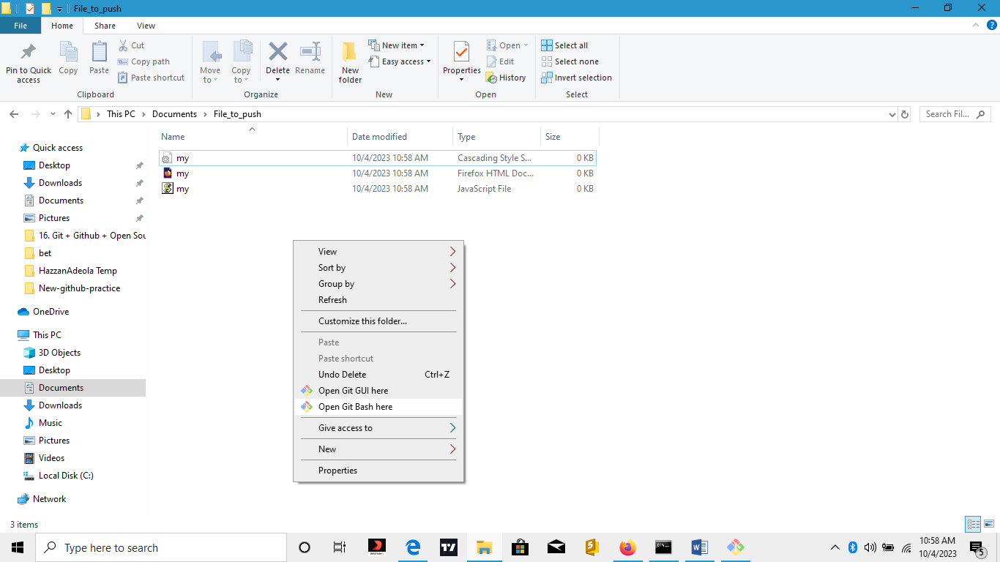 File_to_push
File Home Share View
Pin to Quick access
Copy
Paste
Cut
Copy path
Paste shortcut
Clipboard
Move to
Copy to
Delete
Rename
Organize
New folder
New item
Easy access
New
Properties
Open
Edit
History
Open
Select all
Select none
Invert selection
Select
This PC > Documents > File_to_push
Search Fil...
Name Date modified Type Size
my 10/4/2023 10:58 AM Cascading Style S... 0 KB
my 10/4/2023 10:58 AM Firefox HTML Doc... 0 KB
my 10/4/2023 10:58 AM JavaScript File 0 KB
Quick access
Desktop
Downloads
Documents
Pictures
16. Git + Github + Open Sou
bet
HazzanAdeola Temp
New-github-practice
OneDrive
This PC
3D Objects
Desktop
Documents
Downloads
Music
Pictures
Videos
Local Disk (C:)
Network
View
Sort by
Group by
Refresh
Customize this folder...
Paste
Paste shortcut
Undo Delete Ctrl+Z
Open Git GUI here
Open Git Bash here
Give access to
New
Properties
3 items
Type here to search
10:58 AM
10/4/2023
5